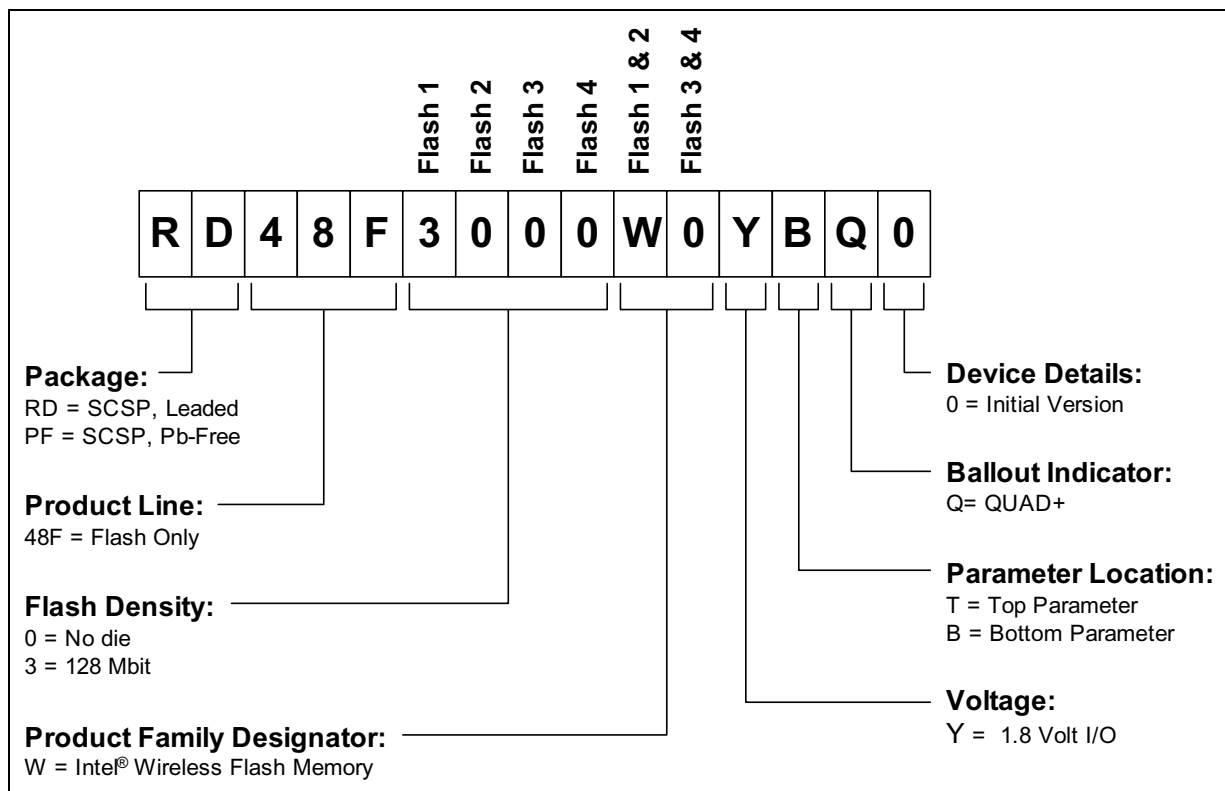 Flash 1
Flash 2
Flash 3
Flash 4
Flash 1 & 2
Flash 3 & 4
R D 4 8 F 3 0 0 0 W 0 Y B Q 0
Package:
RD = SCSP, Leaded
PF = SCSP, Pb-Free
Product Line:
48F = Flash Only
Flash Density:
0 = No die
3 = 128 Mbit
Product Family Designator:
W = Intel® Wireless Flash Memory
Device Details:
0 = Initial Version
Ballout Indicator:
Q= QUAD+
Parameter Location:
T = Top Parameter
B = Bottom Parameter
Voltage:
Y = 1.8 Volt I/O